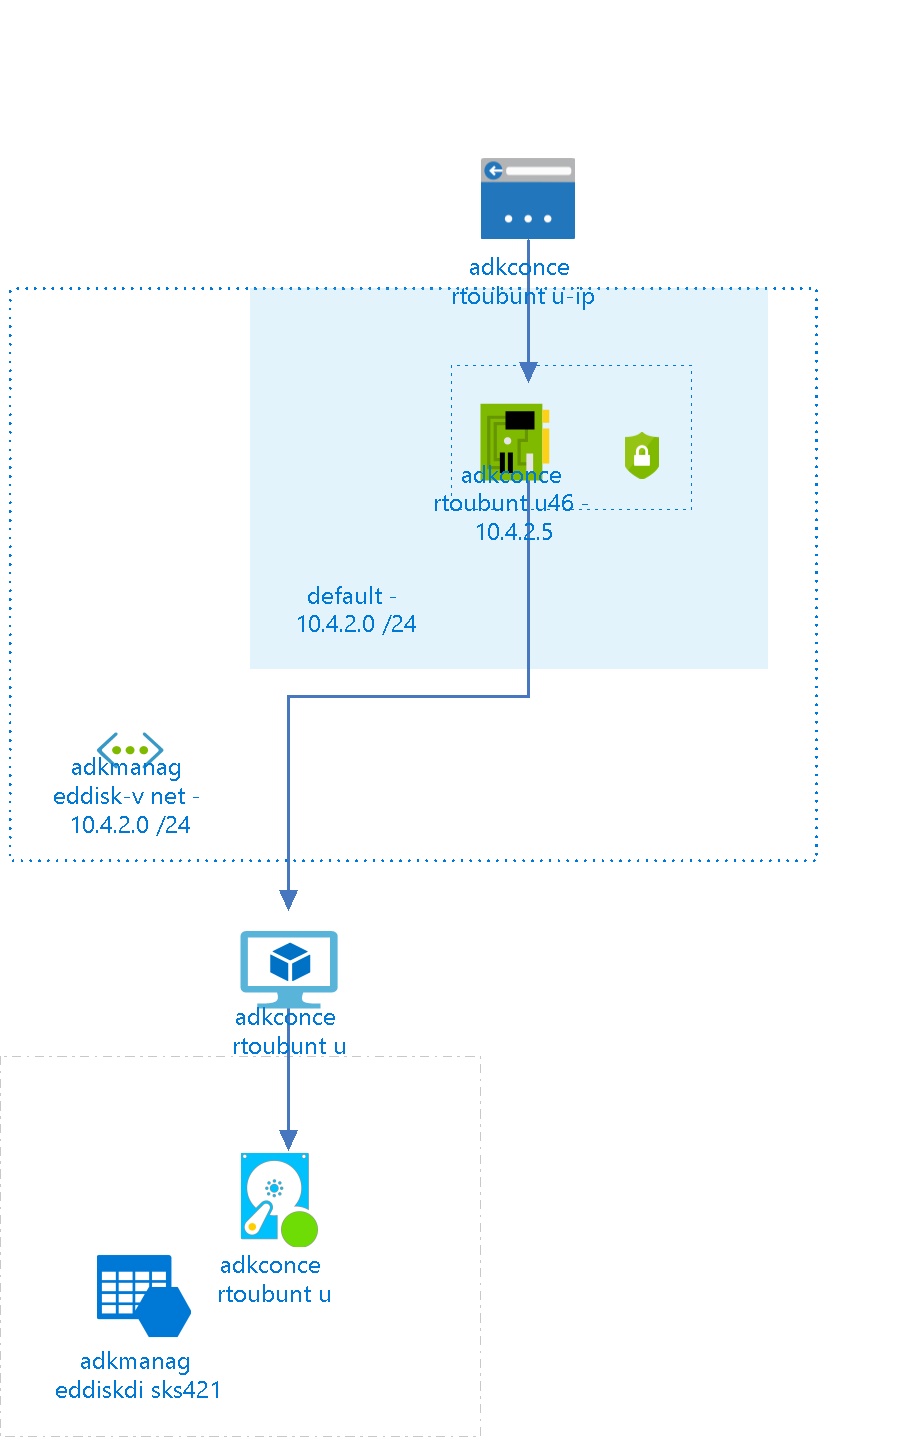 adkconce
rtoubunt u-ip
adkconce
rtoubunt u46 -
10.4.2.5
default -
10.4.2.0 /24
adkmanag
eddisk-v net -
10.4.2.0 /24
adkconce
rtoubunt u
adkconce
rtoubunt u
adkmanag
eddiskdi sks421